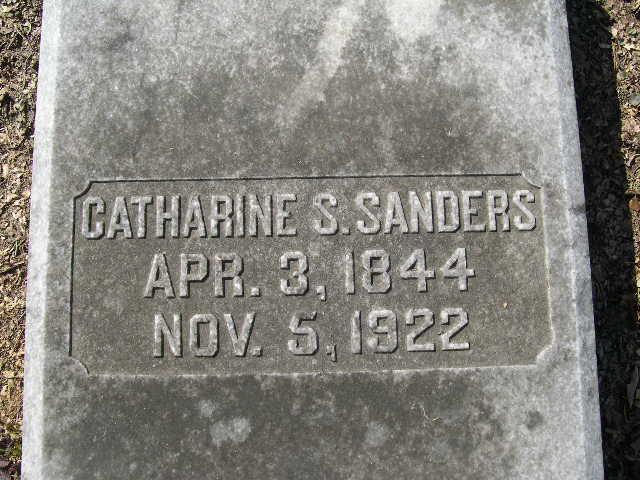 CATHARINE S. SANDERS
APR. 3, 1844
NOV. 5, 1922